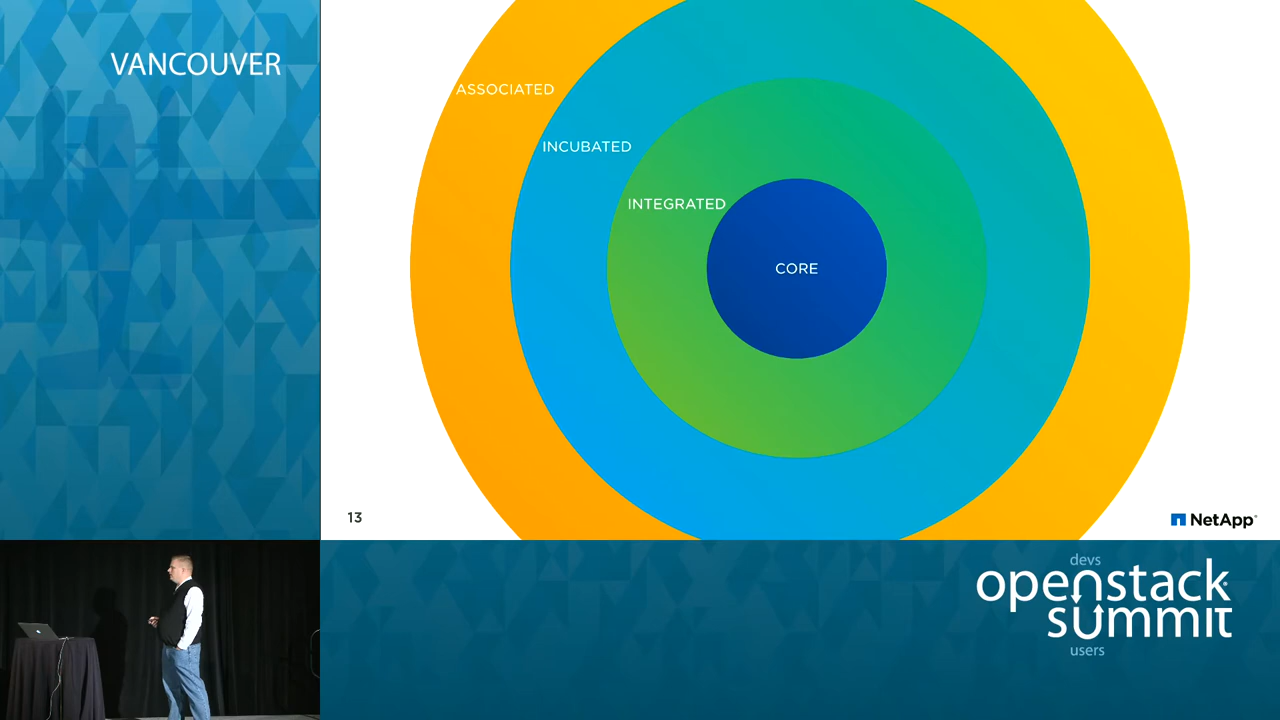 VANCOUVER
ASSOCIATED
INCUBATED
INTEGRATED
CORE
13
NetApp
devs
openstack
summit
users